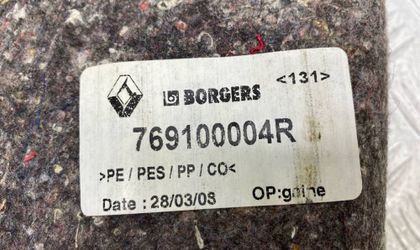 BORGERS <131>
769100004R
>PE / PES / PP / CO<
Date : 28/03/08 OP:gaine